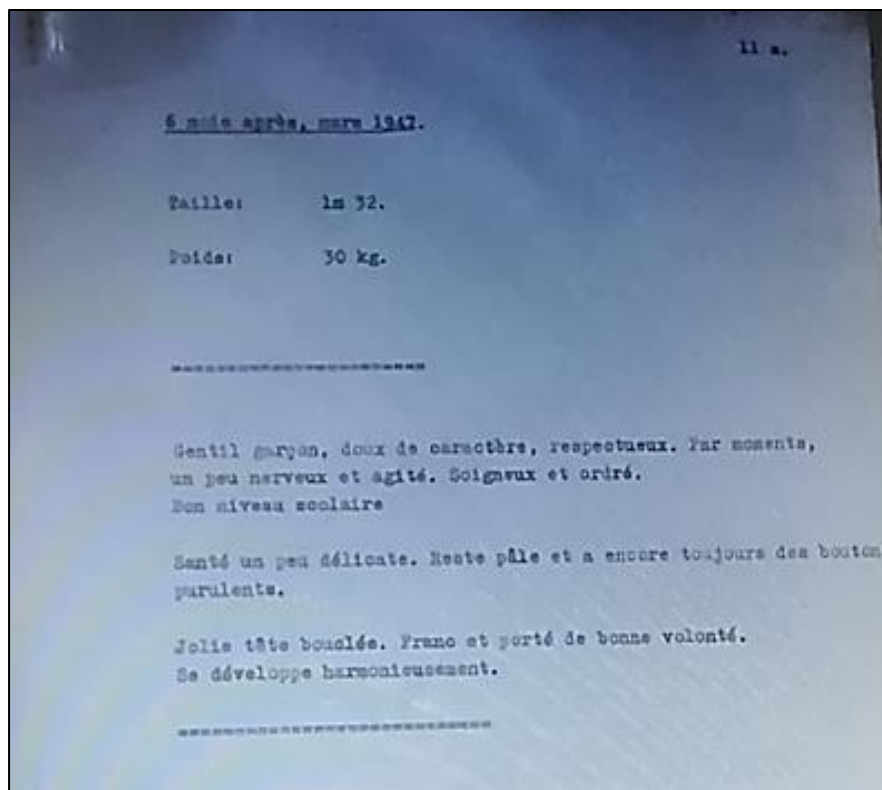 11 a.
6 mois après, mars 1947.
Taille: 1m 32.
Poids: 30 kg.
Gentil garçon, doux de caractère, respectueux. Par moments,
un peu nerveux et agité. Soigneux et ordré.
Bon niveau scolaire
Santé un peu délicate. Reste pâle et a encore toujours des bouton
purulents.
Jolie tête bouclée. Franc et porté de bonne volonté.
Se développe harmonieusement.